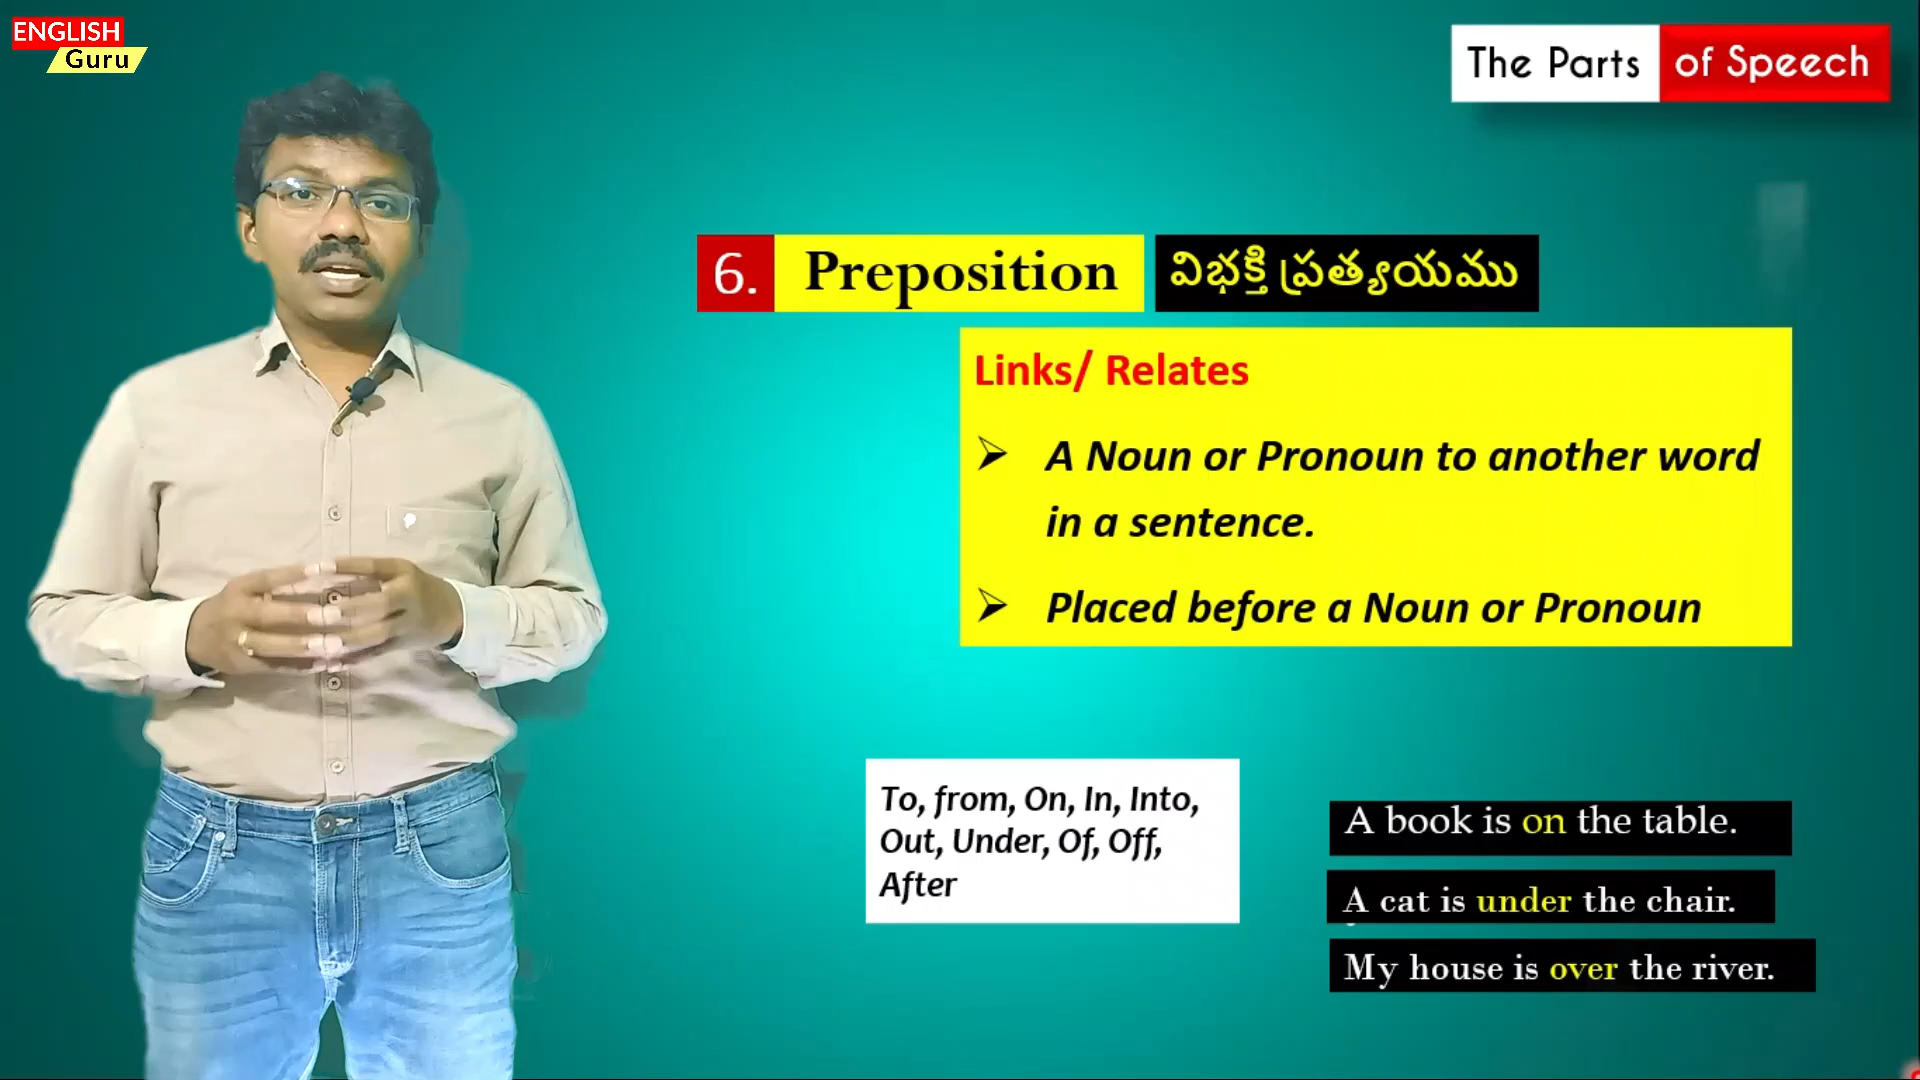 ENGLISH
Guru
The Parts of Speech
6. Preposition విభక్తి ప్రత్యయము
Links/ Relates
➢ A Noun or Pronoun to another word
in a sentence.
➢ Placed before a Noun or Pronoun
To, from, On, In, Into,
Out, Under, Of, Off,
After
A book is on the table.
A cat is under the chair.
My house is over the river.